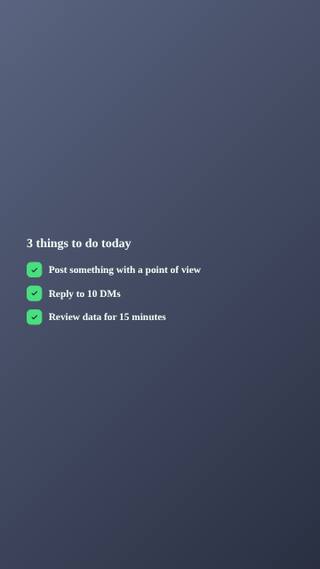 3 things to do today
Post something with a point of view
Reply to 10 DMs
Review data for 15 minutes